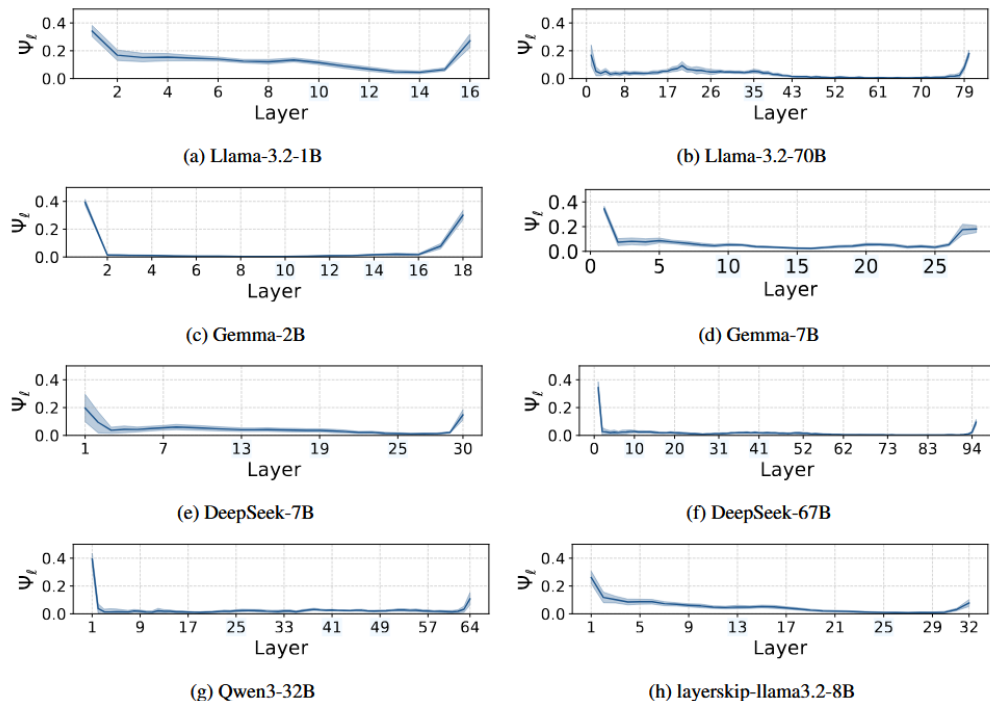 Ψℓ
0.4
0.2
0.0
2 4 6 8 10 12 14 16
Layer
(a) Llama-3.2-1B
Ψℓ
0.4
0.2
0.0
0 8 17 26 35 43 52 61 70 79
Layer
(b) Llama-3.2-70B
Ψℓ
0.4
0.2
0.0
2 4 6 8 10 12 14 16 18
Layer
(c) Gemma-2B
Ψℓ
0.4
0.2
0.0
0 5 10 15 20 25
Layer
(d) Gemma-7B
Ψℓ
0.4
0.2
0.0
1 7 13 19 25 30
Layer
(e) DeepSeek-7B
Ψℓ
0.4
0.2
0.0
0 10 20 31 41 52 62 73 83 94
Layer
(f) DeepSeek-67B
Ψℓ
0.4
0.2
0.0
1 9 17 25 33 41 49 57 64
Layer
(g) Qwen3-32B
Ψℓ
0.4
0.2
0.0
1 5 9 13 17 21 25 29 32
Layer
(h) layerskip-llama3.2-8B